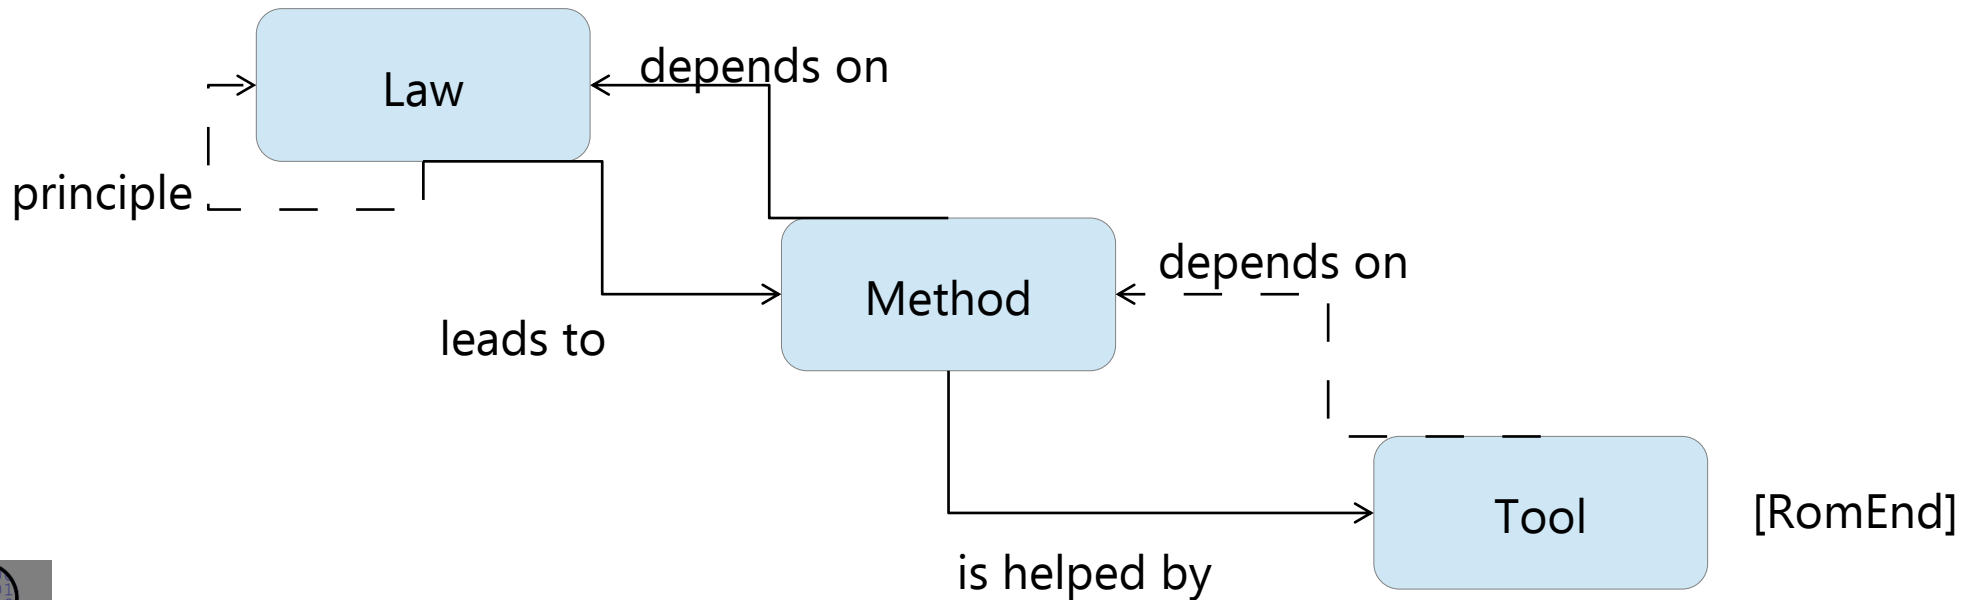 depends on
Law
principle
depends on
Method
leads to
Tool
[RomEnd]
is helped by